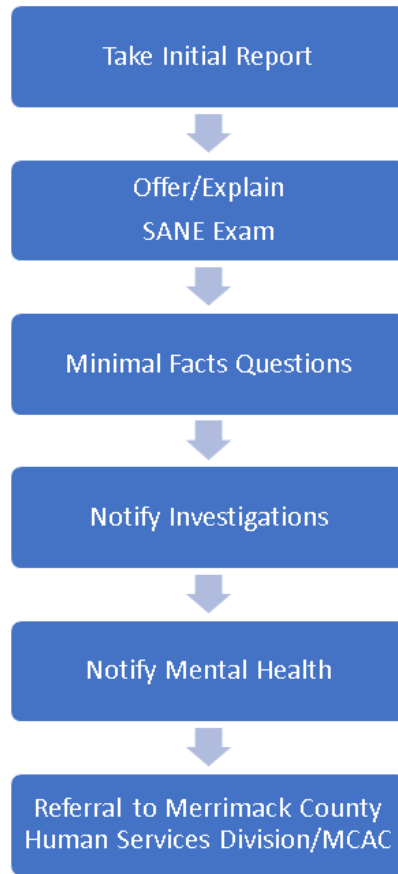 Take Initial Report
Offer/Explain
SANE Exam
Minimal Facts Questions
Notify Investigations
Notify Mental Health
Referral to Merrimack County
Human Services Division/MCAC